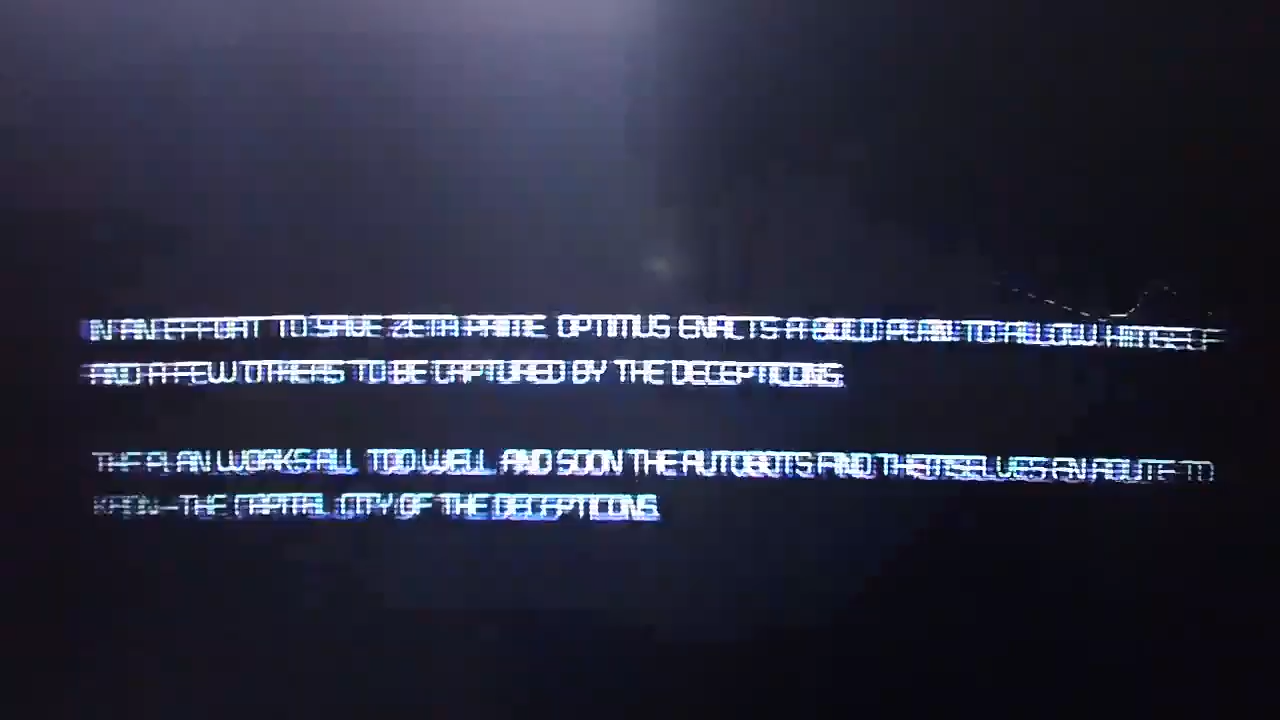 IN AN EFFORT TO SAVE ZETA PRIME OPTIMUS ENACTS A BOLD PLAN TO ALLOW HIMSELF
AND A FEW OTHERS TO BE CAPTURED BY THE DECEPTICONS.
THE PLAN WORKS ALL TOO WELL AND SOON THE AUTOBOTS FIND THEMSELVES EN ROUTE TO
KAON—THE CAPITAL CITY OF THE DECEPTICONS.